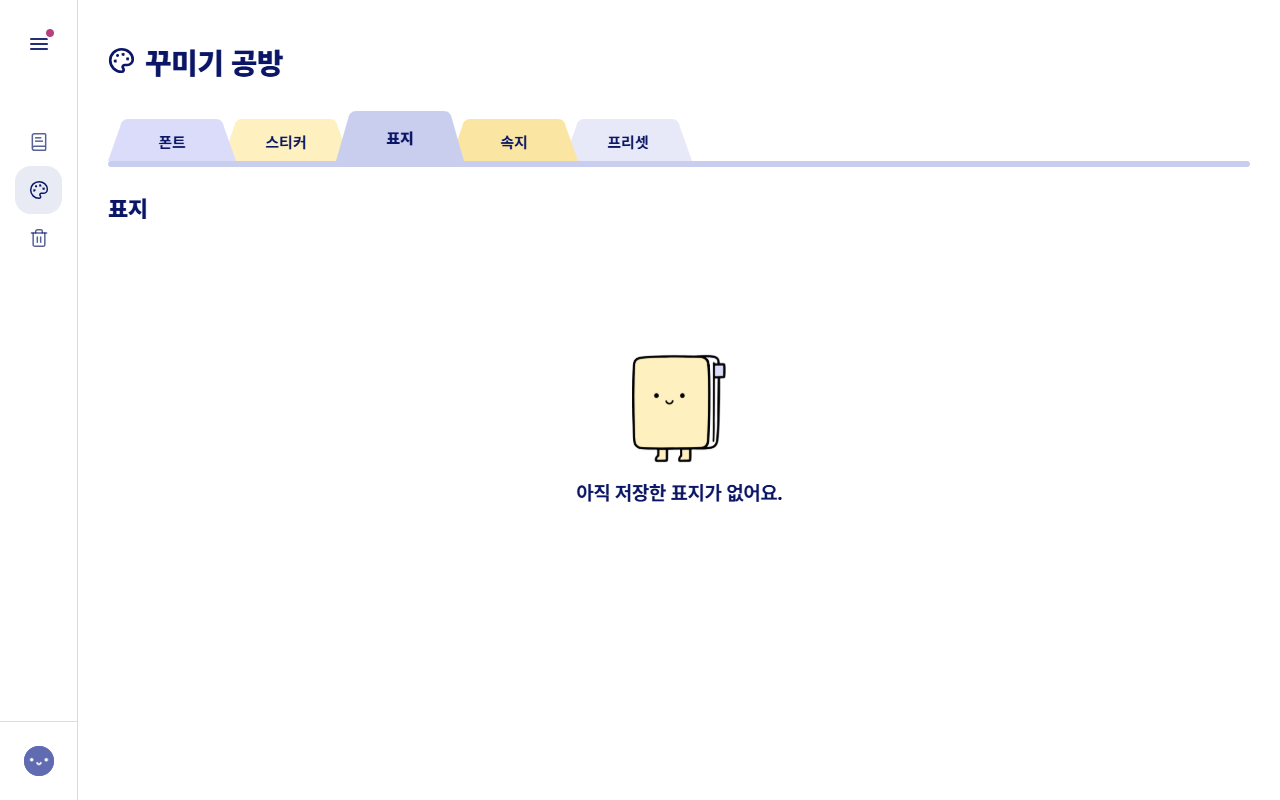 꾸미기 공방
폰트
스티커
표지
속지
프리셋
표지
아직 저장한 표지가 없어요.